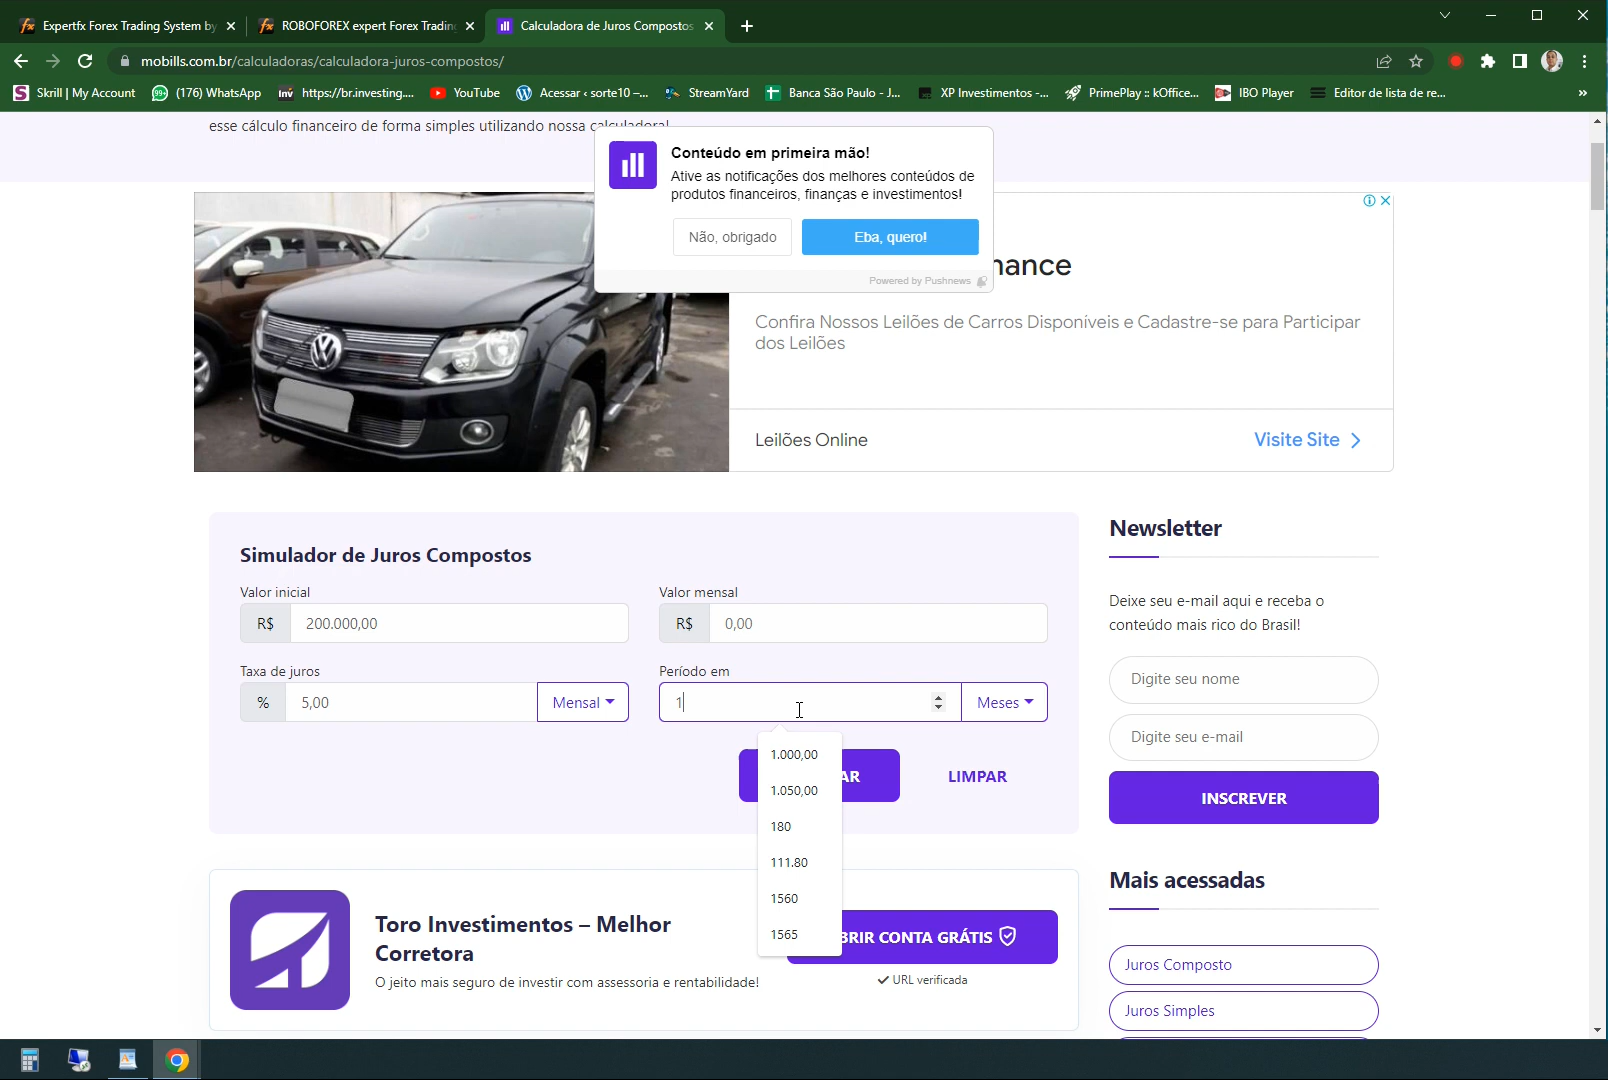 Expertfx Forex Trading System by
ROBOFOREX expert Forex Trading
Calculadora de Juros Compostos
mobills.com.br/calculadoras/calculadora-juros-compostos/
Skrill | My Account
(176) WhatsApp
https://br.investing....
YouTube
Acessar ‹ sorte10 –...
StreamYard
Banca São Paulo - J...
XP Investimentos -...
PrimePlay :: kOffice...
IBO Player
Editor de lista de re...
»
esse cálculo financeiro de forma simples utilizando nossa calculadora!
Conteúdo em primeira mão!
Ative as notificações dos melhores conteúdos de
produtos financeiros, finanças e investimentos!
Não, obrigado
Eba, quero!
Powered by Pushnews
nance
Confira Nossos Leilões de Carros Disponíveis e Cadastre-se para Participar
dos Leilões
Leilões Online
Visite Site
Simulador de Juros Compostos
Valor inicial
R$ 200.000,00
Valor mensal
R$ 0,00
Taxa de juros
% 5,00 Mensal
Período em
1 Meses
1.000,00
1.050,00
180
111.80
1560
1565
AR
LIMPAR
Toro Investimentos – Melhor
Corretora
O jeito mais seguro de investir com assessoria e rentabilidade!
BRIR CONTA GRÁTIS
URL verificada
Newsletter
Deixe seu e-mail aqui e receba o
conteúdo mais rico do Brasil!
Digite seu nome
Digite seu e-mail
INSCREVER
Mais acessadas
Juros Composto
Juros Simples